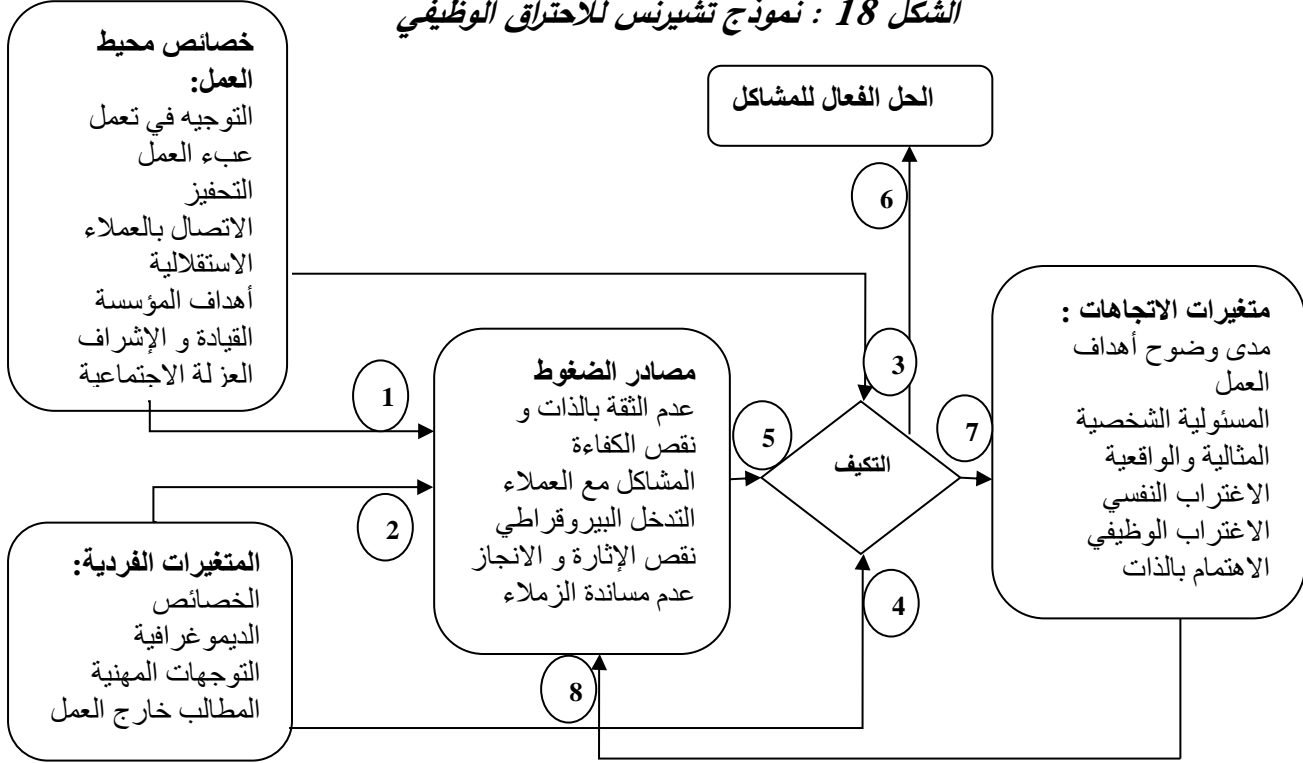 الشكل 18 : نموذج تشيرنس للاحتراق الوظيفي
خصائص محيط
العمل:
التوجيه في تعمل
عبء العمل
التحفيز
الاتصال بالعملاء
الاستقلالية
أهداف المؤسسة
القيادة و الإشراف
العزلة الاجتماعية
الحل الفعال للمشاكل
6
3
1
مصادر الضغوط
عدم الثقة بالذات و
نقص الكفاءة
المشاكل مع العملاء
التدخل البيروقراطي
نقص الإثارة و الانجاز
عدم مساندة الزملاء
5
التكيف
7
متغيرات الاتجاهات :
مدى وضوح أهداف
العمل
المسئولية الشخصية
المثالية والواقعية
الاغتراب النفسي
الاغتراب الوظيفي
الاهتمام بالذات
2
4
8
المتغيرات الفردية:
الخصائص
الديموغرافية
التوجهات المهنية
المطالب خارج العمل